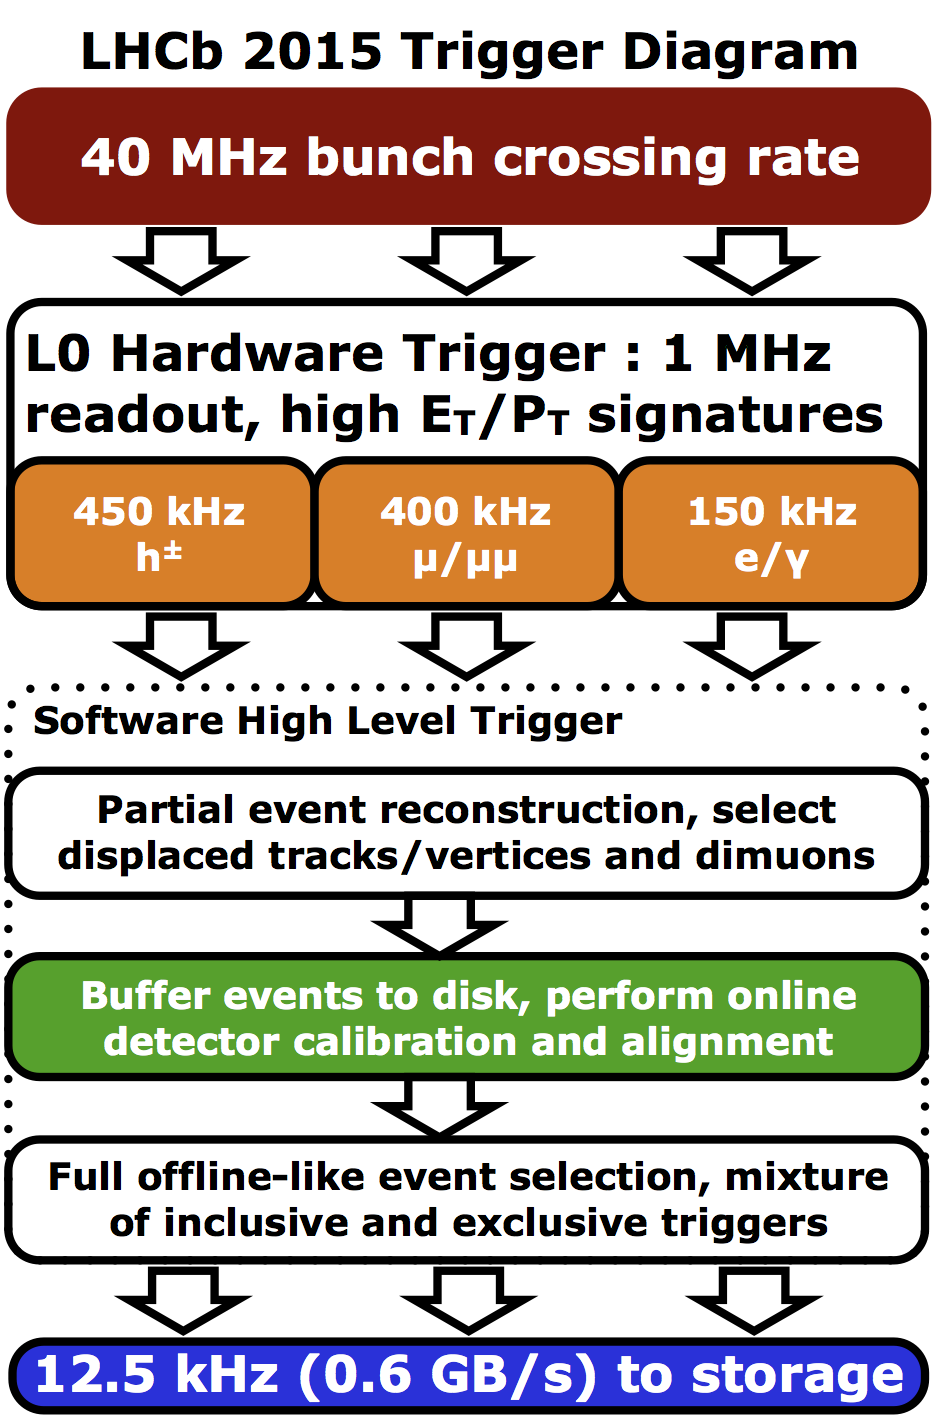 LHCb 2015 Trigger Diagram
40 MHz bunch crossing rate
L0 Hardware Trigger : 1 MHz
readout, high ET/PT signatures
450 kHz
h±
400 kHz
μ/μμ
150 kHz
e/γ
Software High Level Trigger
Partial event reconstruction, select
displaced tracks/vertices and dimuons
Buffer events to disk, perform online
detector calibration and alignment
Full offline-like event selection, mixture
of inclusive and exclusive triggers
12.5 kHz (0.6 GB/s) to storage